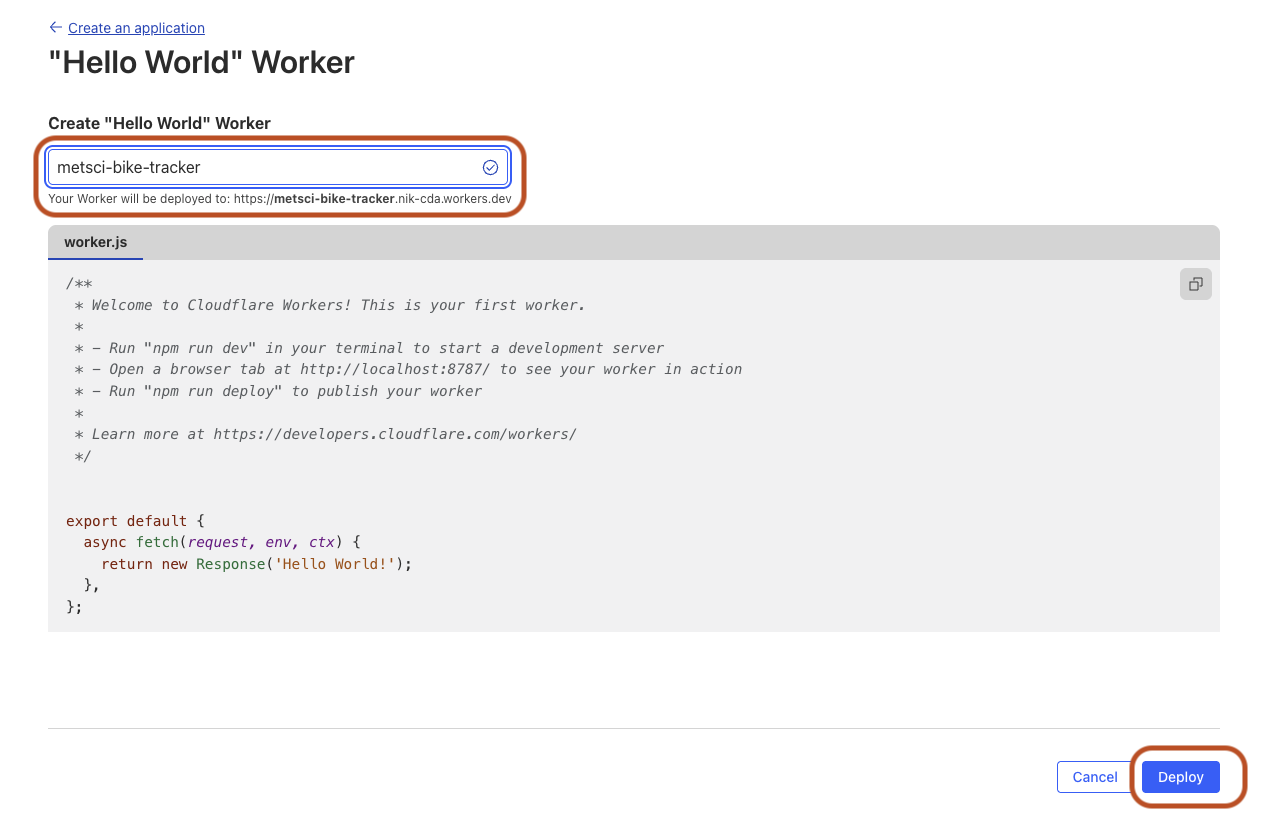 ← Create an application
"Hello World" Worker
Create "Hello World" Worker
metsci-bike-tracker
Your Worker will be deployed to: https://metsci-bike-tracker.nik-cda.workers.dev
worker.js
/**
 * Welcome to Cloudflare Workers! This is your first worker.
 *
 * – Run "npm run dev" in your terminal to start a development server
 * – Open a browser tab at http://localhost:8787/ to see your worker in action
 * – Run "npm run deploy" to publish your worker
 *
 * Learn more at https://developers.cloudflare.com/workers/
 */
export default {
  async fetch(request, env, ctx) {
    return new Response('Hello World!');
  },
};
Cancel
Deploy